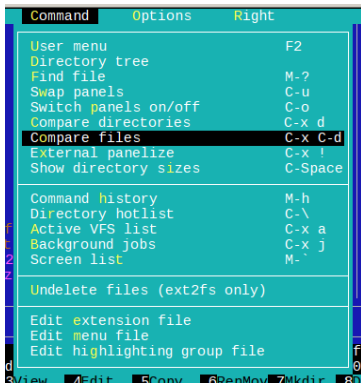 Command Options Right
User menu F2
Directory tree
Find file M-?
Swap panels C-u
Switch panels on/off C-o
Compare directories C-x d
Compare files C-x C-d
External panelize C-x !
Show directory sizes C-Space
Command history M-h
Directory hotlist C-\
Active VFS list C-x a
Background jobs C-x j
Screen list M-`
Undelete files (ext2fs only)
Edit extension file
Edit menu file
Edit highlighting group file
3View 4Edit 5Copy 6RenMov 7Mkdir